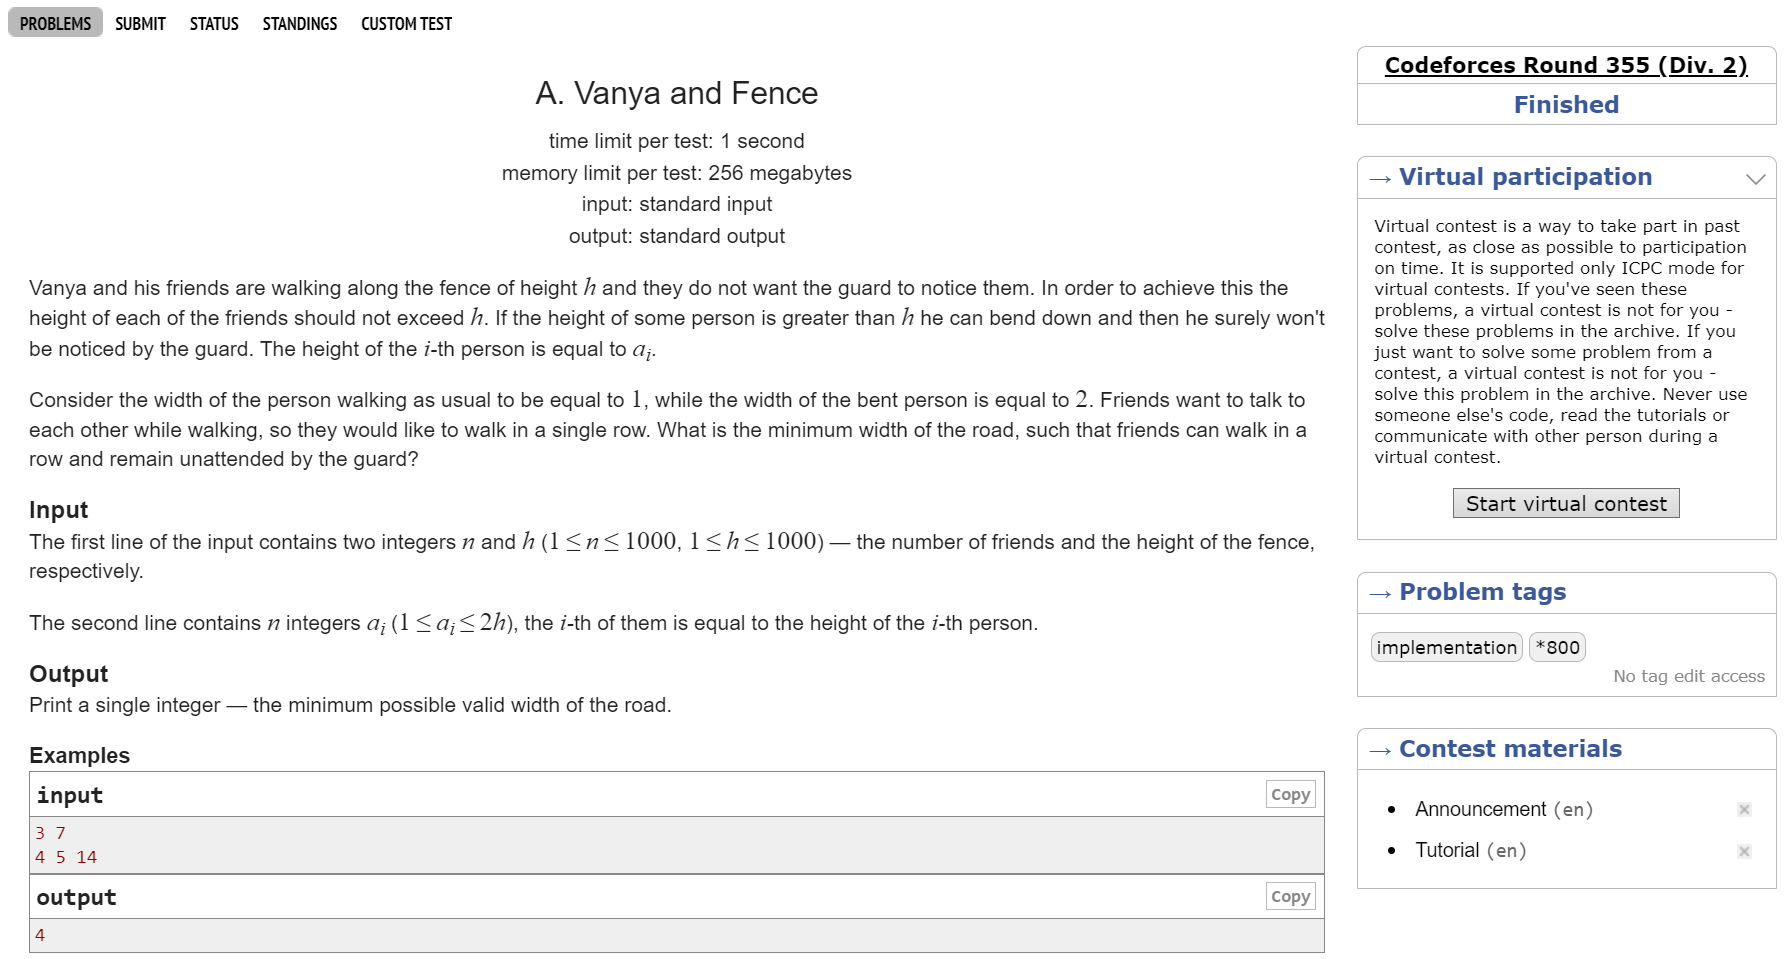 PROBLEMS SUBMIT STATUS STANDINGS CUSTOM TEST
A. Vanya and Fence
time limit per test: 1 second
memory limit per test: 256 megabytes
input: standard input
output: standard output
Vanya and his friends are walking along the fence of height h and they do not want the guard to notice them. In order to achieve this the
height of each of the friends should not exceed h. If the height of some person is greater than h he can bend down and then he surely won't
be noticed by the guard. The height of the i-th person is equal to aᵢ.
Consider the width of the person walking as usual to be equal to 1, while the width of the bent person is equal to 2. Friends want to talk to
each other while walking, so they would like to walk in a single row. What is the minimum width of the road, such that friends can walk in a
row and remain unattended by the guard?
Input
The first line of the input contains two integers n and h (1 ≤ n ≤ 1000, 1 ≤ h ≤ 1000) — the number of friends and the height of the fence,
respectively.
The second line contains n integers aᵢ (1 ≤ aᵢ ≤ 2h), the i-th of them is equal to the height of the i-th person.
Output
Print a single integer — the minimum possible valid width of the road.
Examples
input
Copy
3 7
4 5 14
output
Copy
4
Codeforces Round 355 (Div. 2)
Finished
→ Virtual participation
Virtual contest is a way to take part in past
contest, as close as possible to participation
on time. It is supported only ICPC mode for
virtual contests. If you've seen these
problems, a virtual contest is not for you -
solve these problems in the archive. If you
just want to solve some problem from a
contest, a virtual contest is not for you -
solve this problem in the archive. Never use
someone else's code, read the tutorials or
communicate with other person during a
virtual contest.
Start virtual contest
→ Problem tags
implementation *800
No tag edit access
→ Contest materials
• Announcement (en)
• Tutorial (en)